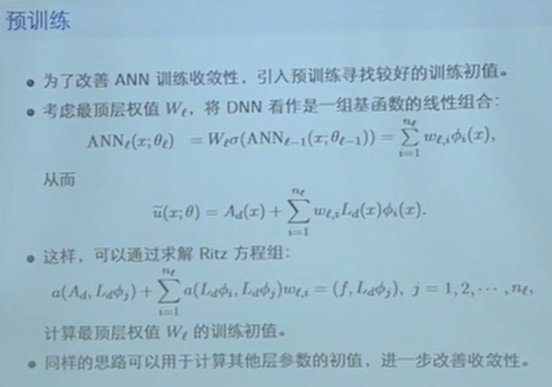 预训练
• 为了改善 ANN 训练收敛性，引入预训练寻找较好的训练初值。
• 考虑最顶层权值 $W_\ell$，将 DNN 看作是一组基函数的线性组合：
$\mathrm{ANN}_\ell(x;\theta_\ell) = W_\ell\sigma(\mathrm{ANN}_{\ell-1}(x;\theta_{\ell-1})) = \sum_{i=1}^{n_\ell} w_{\ell,i}\phi_i(x),$
从而
$\widetilde{u}(x;\theta) = A_d(x) + \sum_{i=1}^{n_\ell} w_{\ell,i}L_d(x)\phi_i(x).$
• 这样，可以通过求解 Ritz 方程组：
$a(A_d, L_d\phi_j) + \sum_{i=1}^{n_\ell} a(L_d\phi_i, L_d\phi_j)w_{\ell,i} = (f, L_d\phi_j),\ j = 1, 2, \cdots, n_\ell,$
计算最顶层权值 $W_\ell$ 的训练初值。
• 同样的思路可以用于计算其他层参数的初值，进一步改善收敛性。